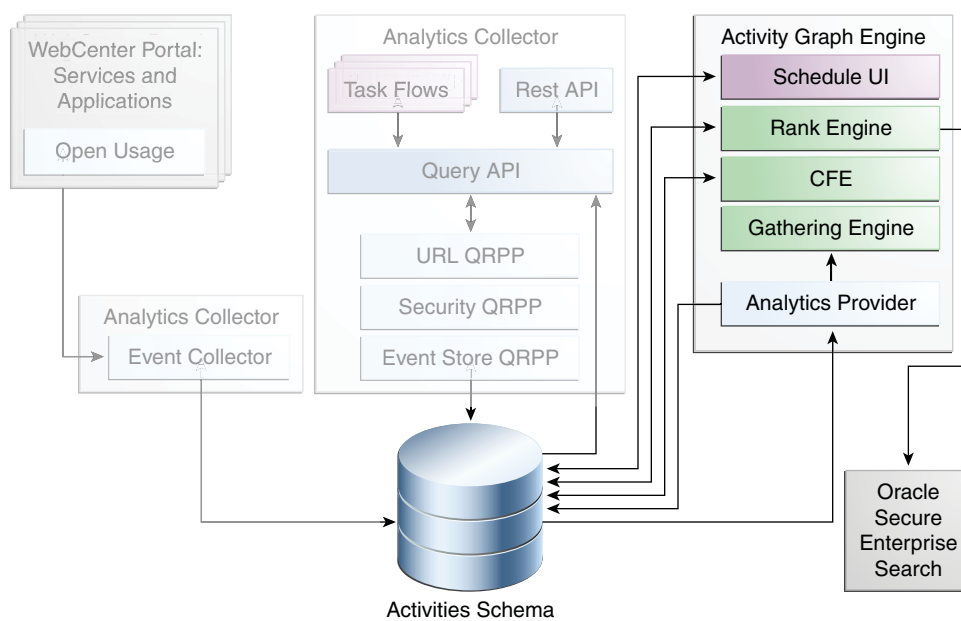 WebCenter Portal:
Services and
Applications
Open Usage
Analytics Collector
Event Collector
Analytics Collector
Task Flows
Rest API
Query API
URL QRPP
Security QRPP
Event Store QRPP
Activities Schema
Activity Graph Engine
Schedule UI
Rank Engine
CFE
Gathering Engine
Analytics Provider
Oracle
Secure
Enterprise
Search